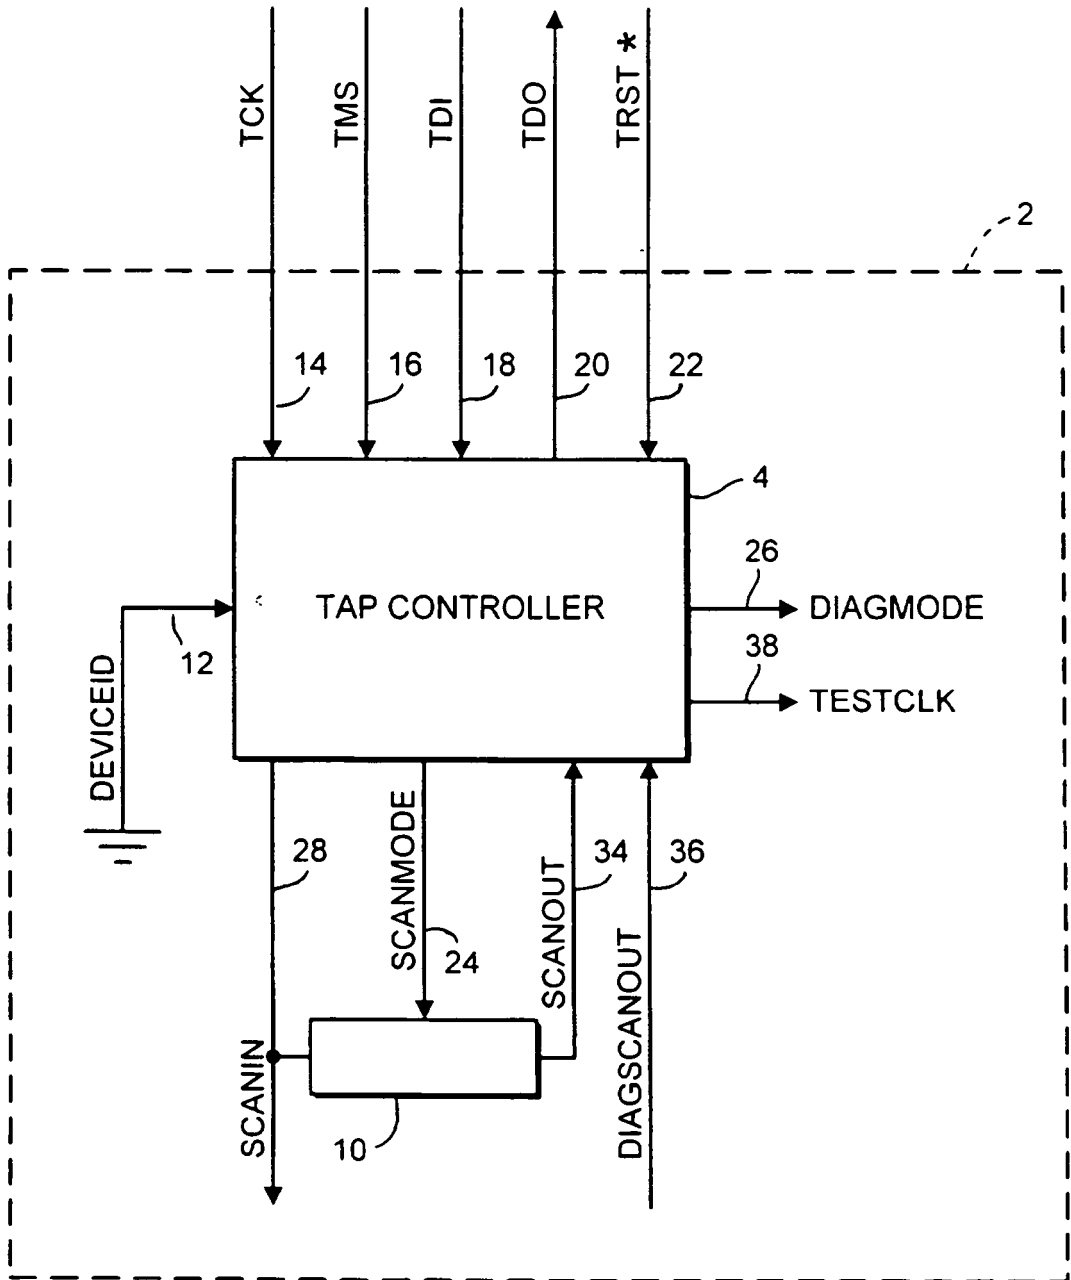 TCK
TMS
TDI
TDO
TRST *
2
14
16
18
20
22
4
26
TAP CONTROLLER
DIAGMODE
12
38
TESTCLK
DEVICEID
28
SCANMODE
24
SCANOUT
34
36
DIAGSCANOUT
SCANIN
10